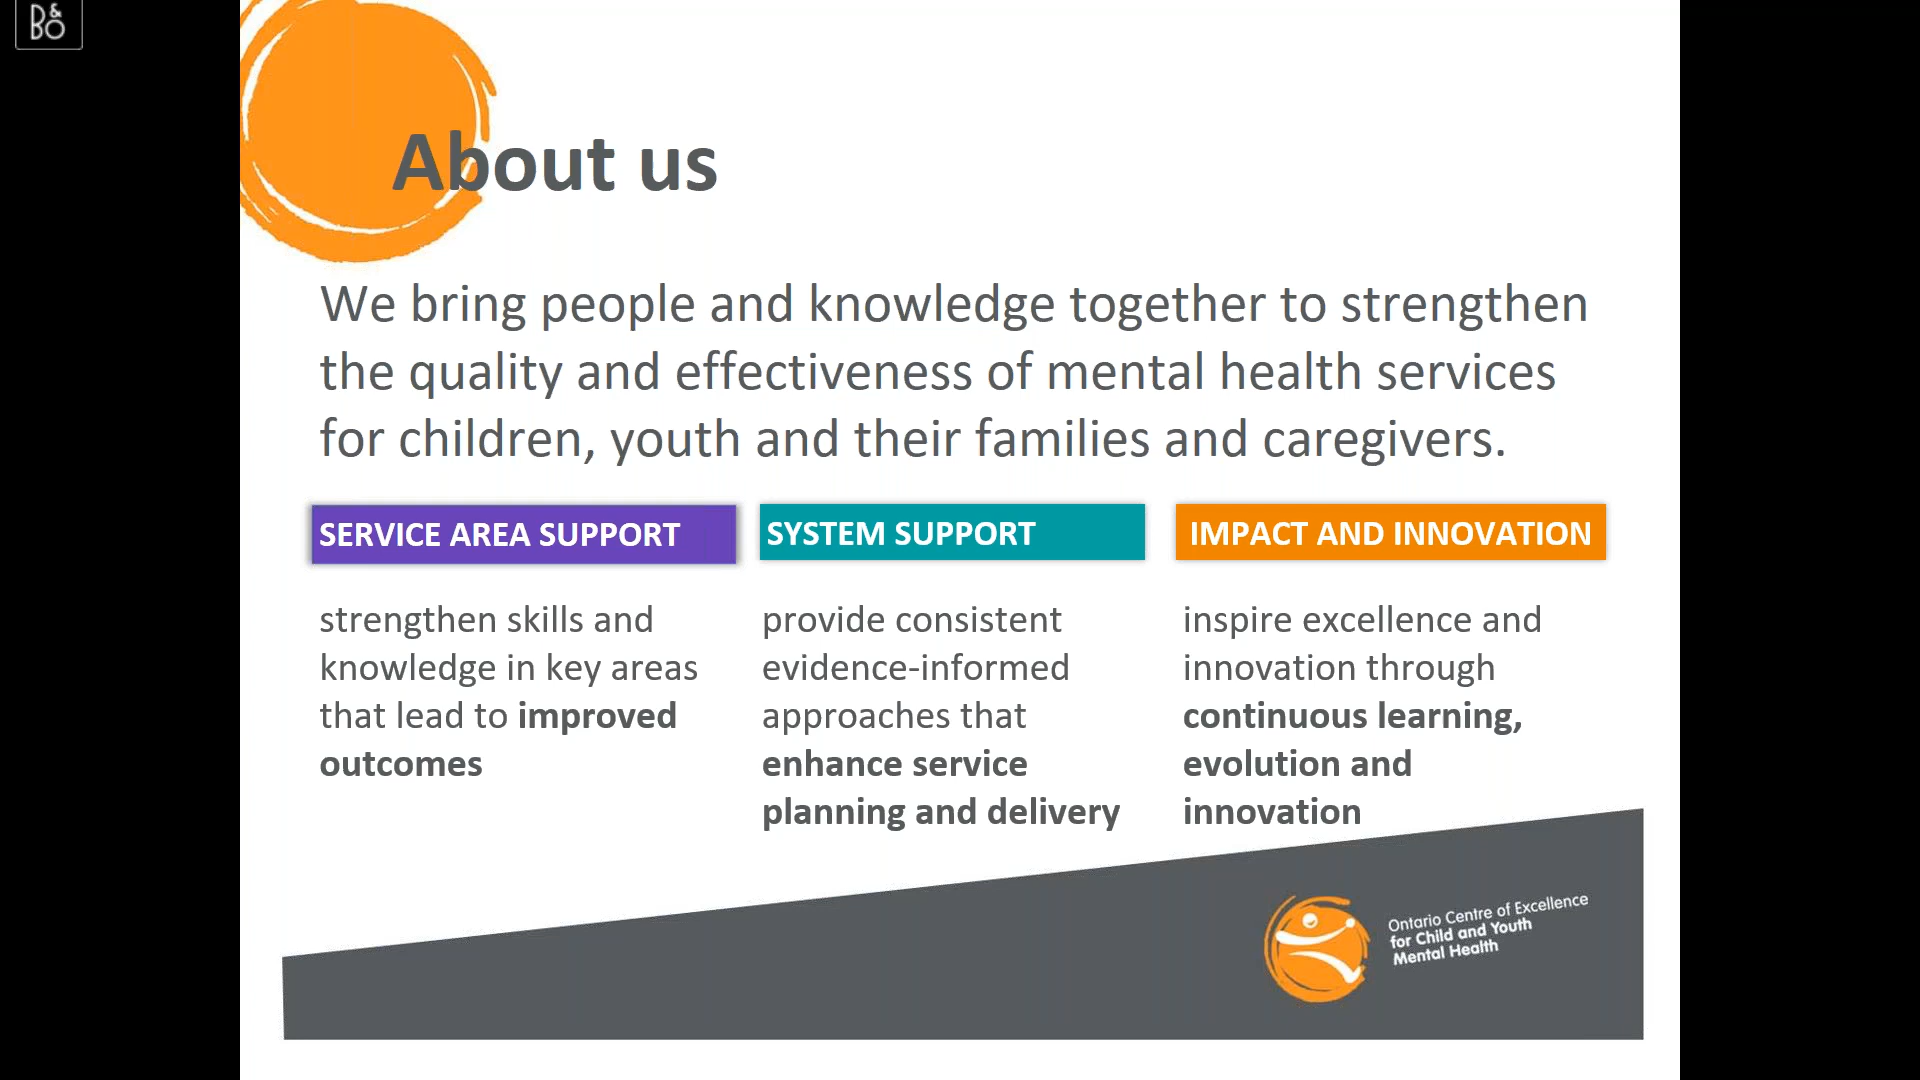 B&O
About us
We bring people and knowledge together to strengthen
the quality and effectiveness of mental health services
for children, youth and their families and caregivers.
SERVICE AREA SUPPORT
strengthen skills and
knowledge in key areas
that lead to improved
outcomes
SYSTEM SUPPORT
provide consistent
evidence-informed
approaches that
enhance service
planning and delivery
IMPACT AND INNOVATION
inspire excellence and
innovation through
continuous learning,
evolution and
innovation
Ontario Centre of Excellence
for Child and Youth
Mental Health